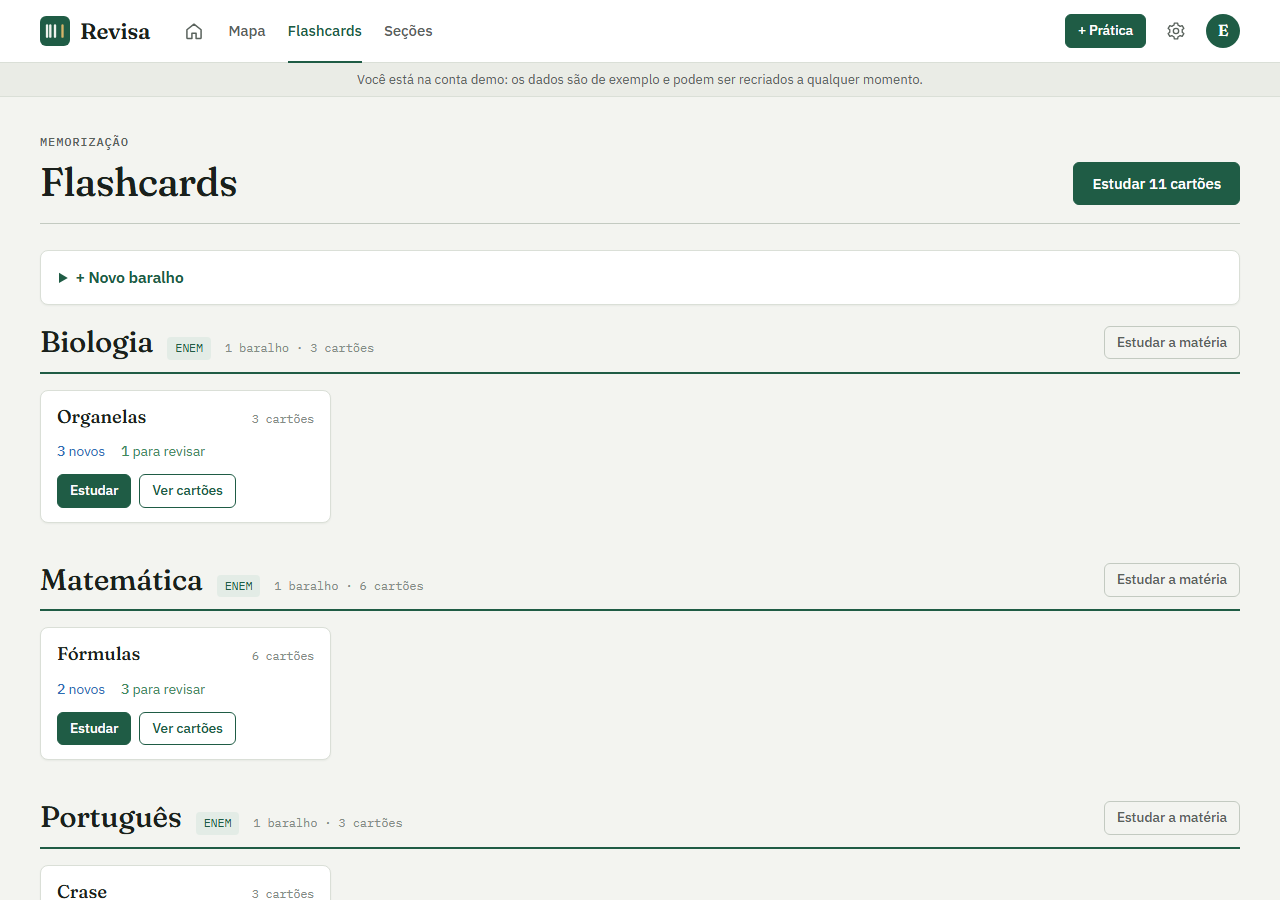 Revisa
Mapa
Flashcards
Seções
+ Prática
E
Você está na conta demo: os dados são de exemplo e podem ser recriados a qualquer momento.
MEMORIZAÇÃO
Flashcards
Estudar 11 cartões
+ Novo baralho
Biologia ENEM 1 baralho · 3 cartões
Estudar a matéria
Organelas 3 cartões
3 novos 1 para revisar
Estudar Ver cartões
Matemática ENEM 1 baralho · 6 cartões
Estudar a matéria
Fórmulas 6 cartões
2 novos 3 para revisar
Estudar Ver cartões
Português ENEM 1 baralho · 3 cartões
Estudar a matéria
Crase 3 cartões